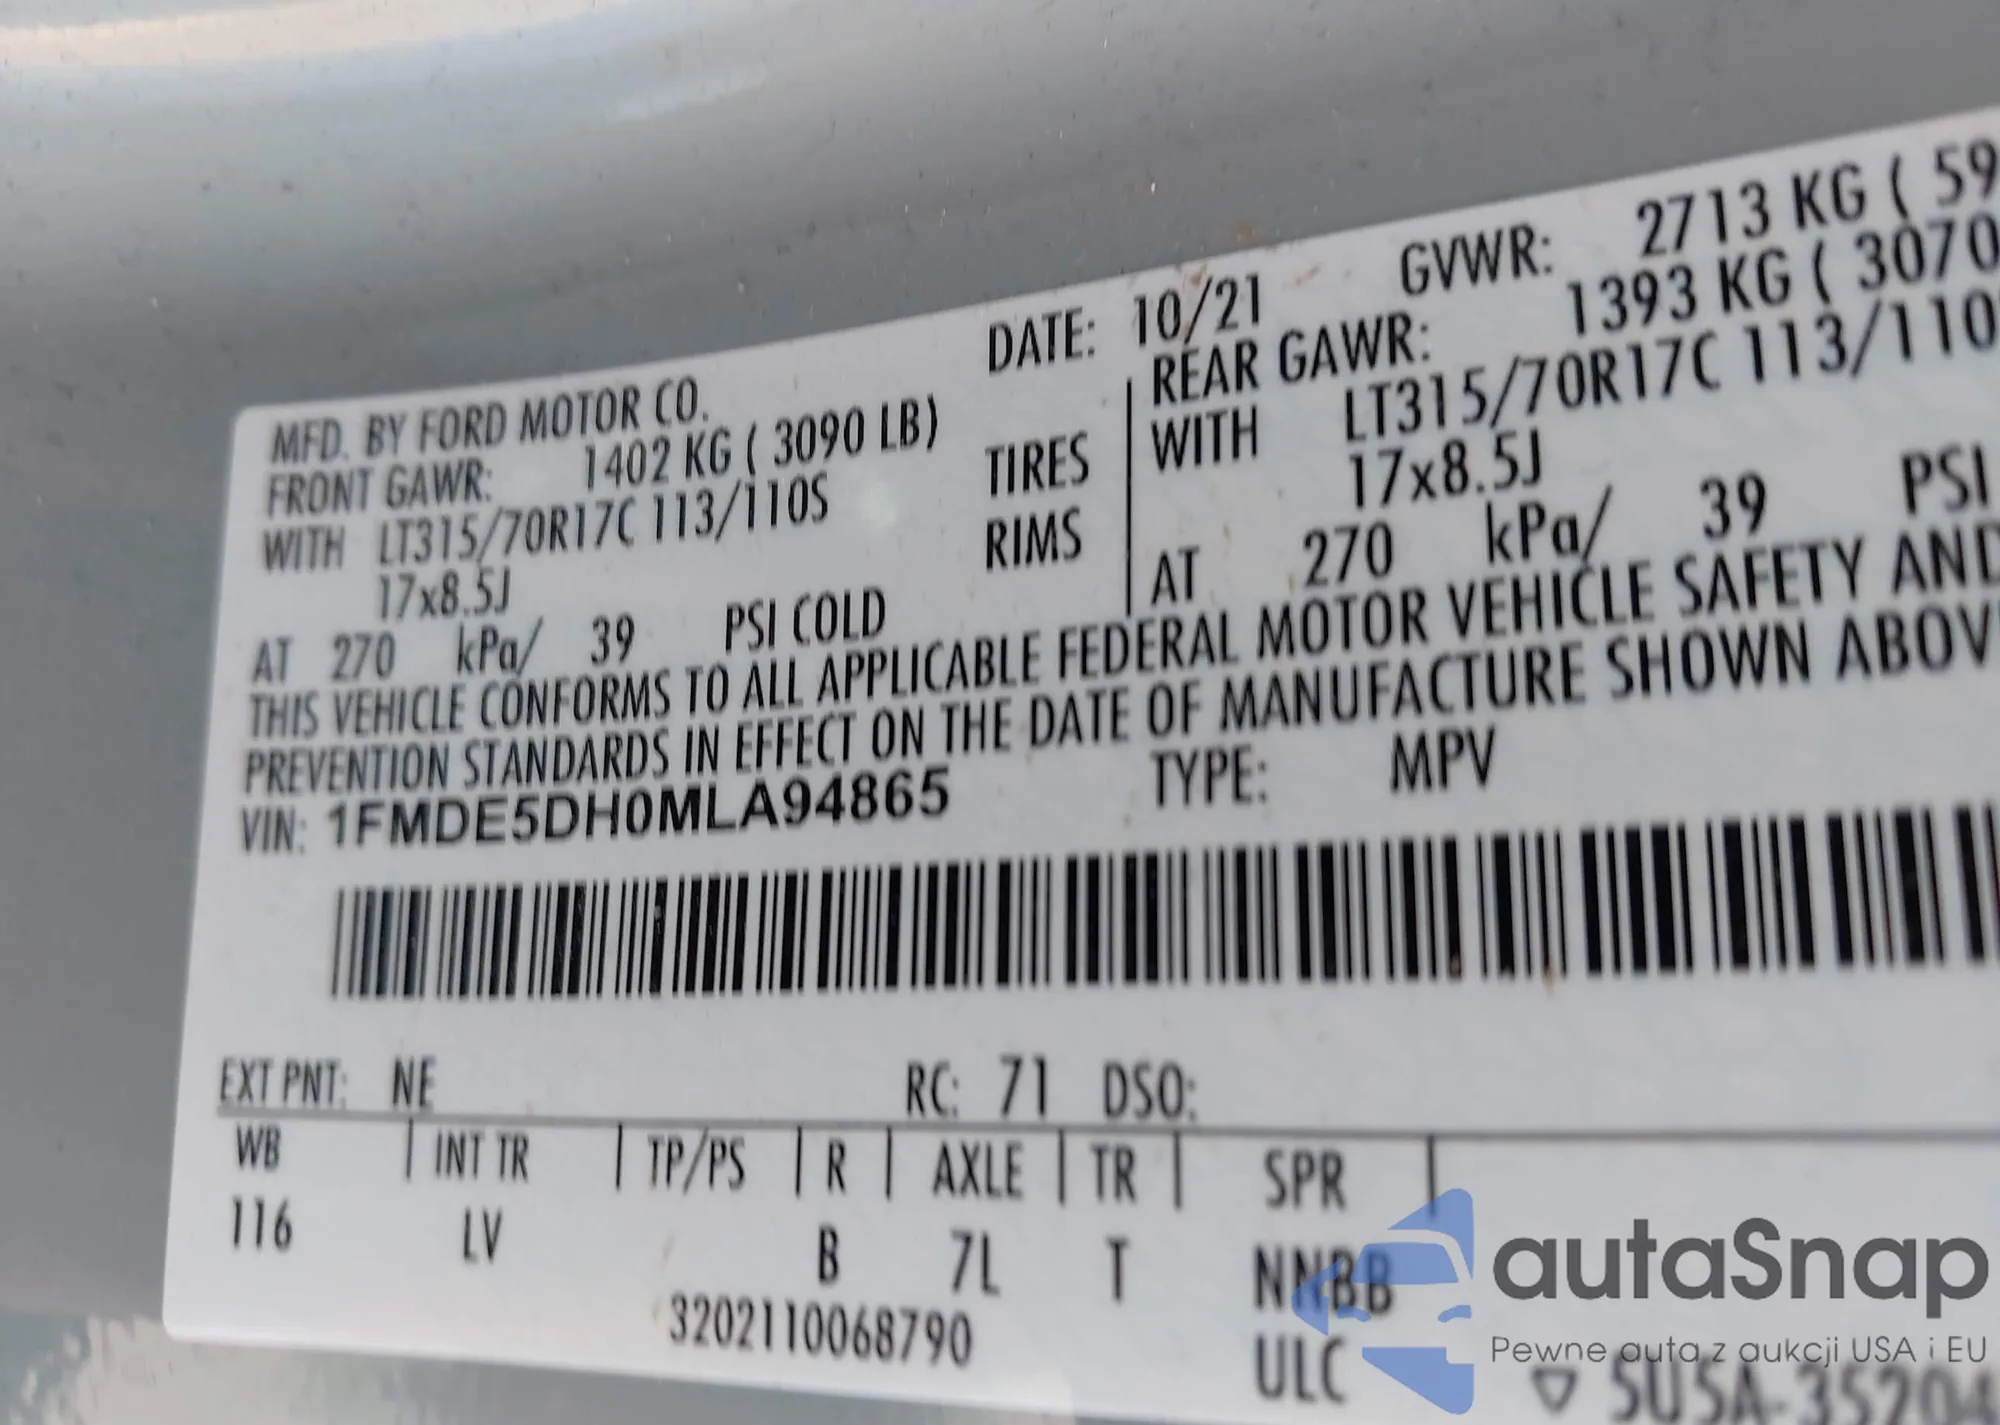 MFD. BY FORD MOTOR CO.
DATE: 10/21
GVWR: 2713 KG ( 59
FRONT GAWR: 1402 KG ( 3090 LB)
REAR GAWR: 1393 KG ( 3070
WITH LT315/70R17C 113/110S
TIRES
WITH LT315/70R17C 113/110
17x8.5J
RIMS
17x8.5J
AT 270 kPa/ 39 PSI COLD
AT 270 kPa/ 39 PSI
THIS VEHICLE CONFORMS TO ALL APPLICABLE FEDERAL MOTOR VEHICLE SAFETY AND
PREVENTION STANDARDS IN EFFECT ON THE DATE OF MANUFACTURE SHOWN ABOV
VIN: 1FMDE5DH0MLA94865
TYPE: MPV
EXT PNT: NE RC: 71 DSO:
WB | INT TR | TP/PS | R | AXLE | TR | SPR |
116 LV B 7L T NNBB
3202110068790 ULC
autaSnap
Pewne auta z aukcji USA i EU